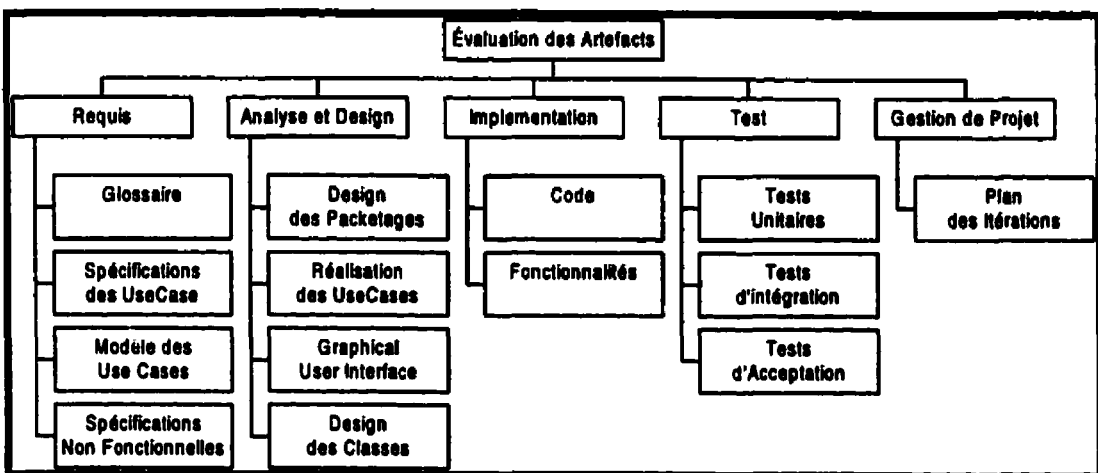 Évaluation des Artefacts
Requis
Analyse et Design
Implementation
Test
Gestion de Projet
Glossaire
Spécifications
des UseCase
Modèle des
Use Cases
Spécifications
Non Fonctionnelles
Design
des Packetages
Réalisation
des UseCases
Graphical
User Interface
Design
des Classes
Code
Fonctionnalités
Tests
Unitaires
Tests
d'intégration
Tests
d'Acceptation
Plan
des Itérations